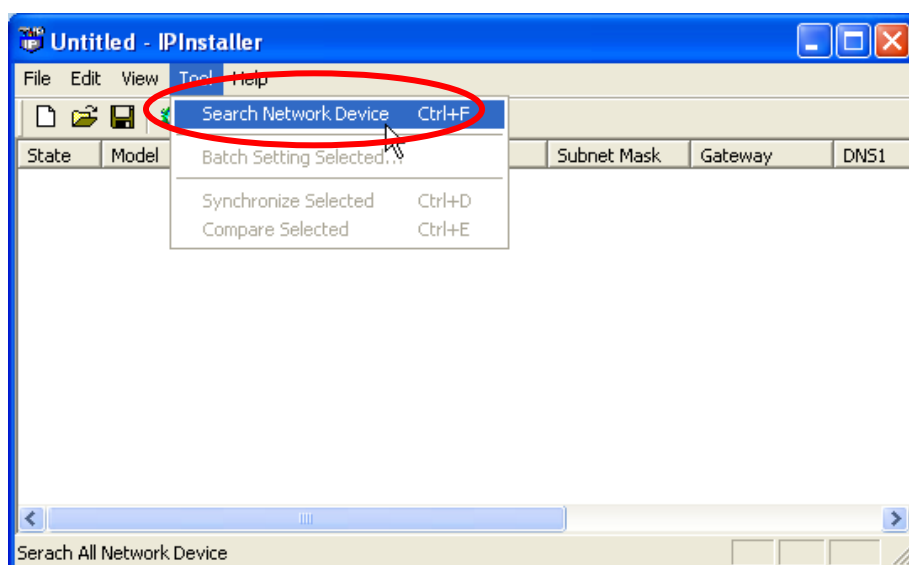 Untitled - IPInstaller
File Edit View Tool Help
Search Network Device Ctrl+F
State Model Subnet Mask Gateway DNS1
Batch Setting Selected...
Synchronize Selected Ctrl+D
Compare Selected Ctrl+E
Serach All Network Device